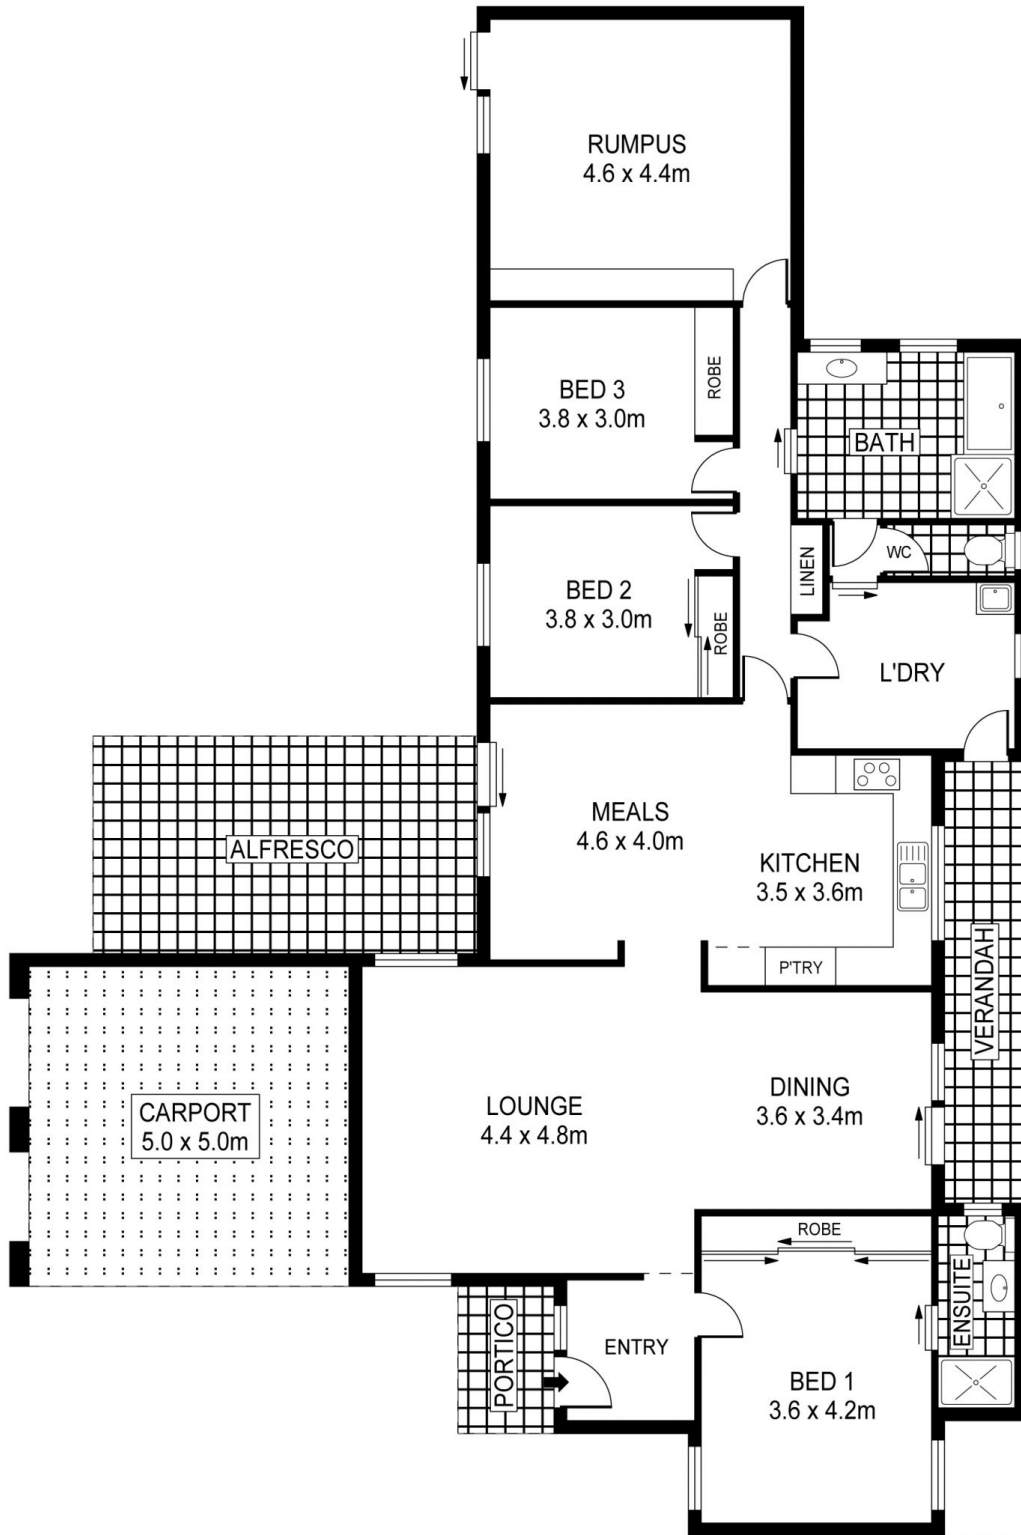 RUMPUS
4.6 x 4.4m
BED 3
3.8 x 3.0m
ROBE
BATH
WC
LINEN
BED 2
3.8 x 3.0m
ROBE
L'DRY
MEALS
4.6 x 4.0m
ALFRESCO
KITCHEN
3.5 x 3.6m
P'TRY
VERANDAH
CARPORT
5.0 x 5.0m
LOUNGE
4.4 x 4.8m
DINING
3.6 x 3.4m
ROBE
ENSUITE
PORTICO
ENTRY
BED 1
3.6 x 4.2m